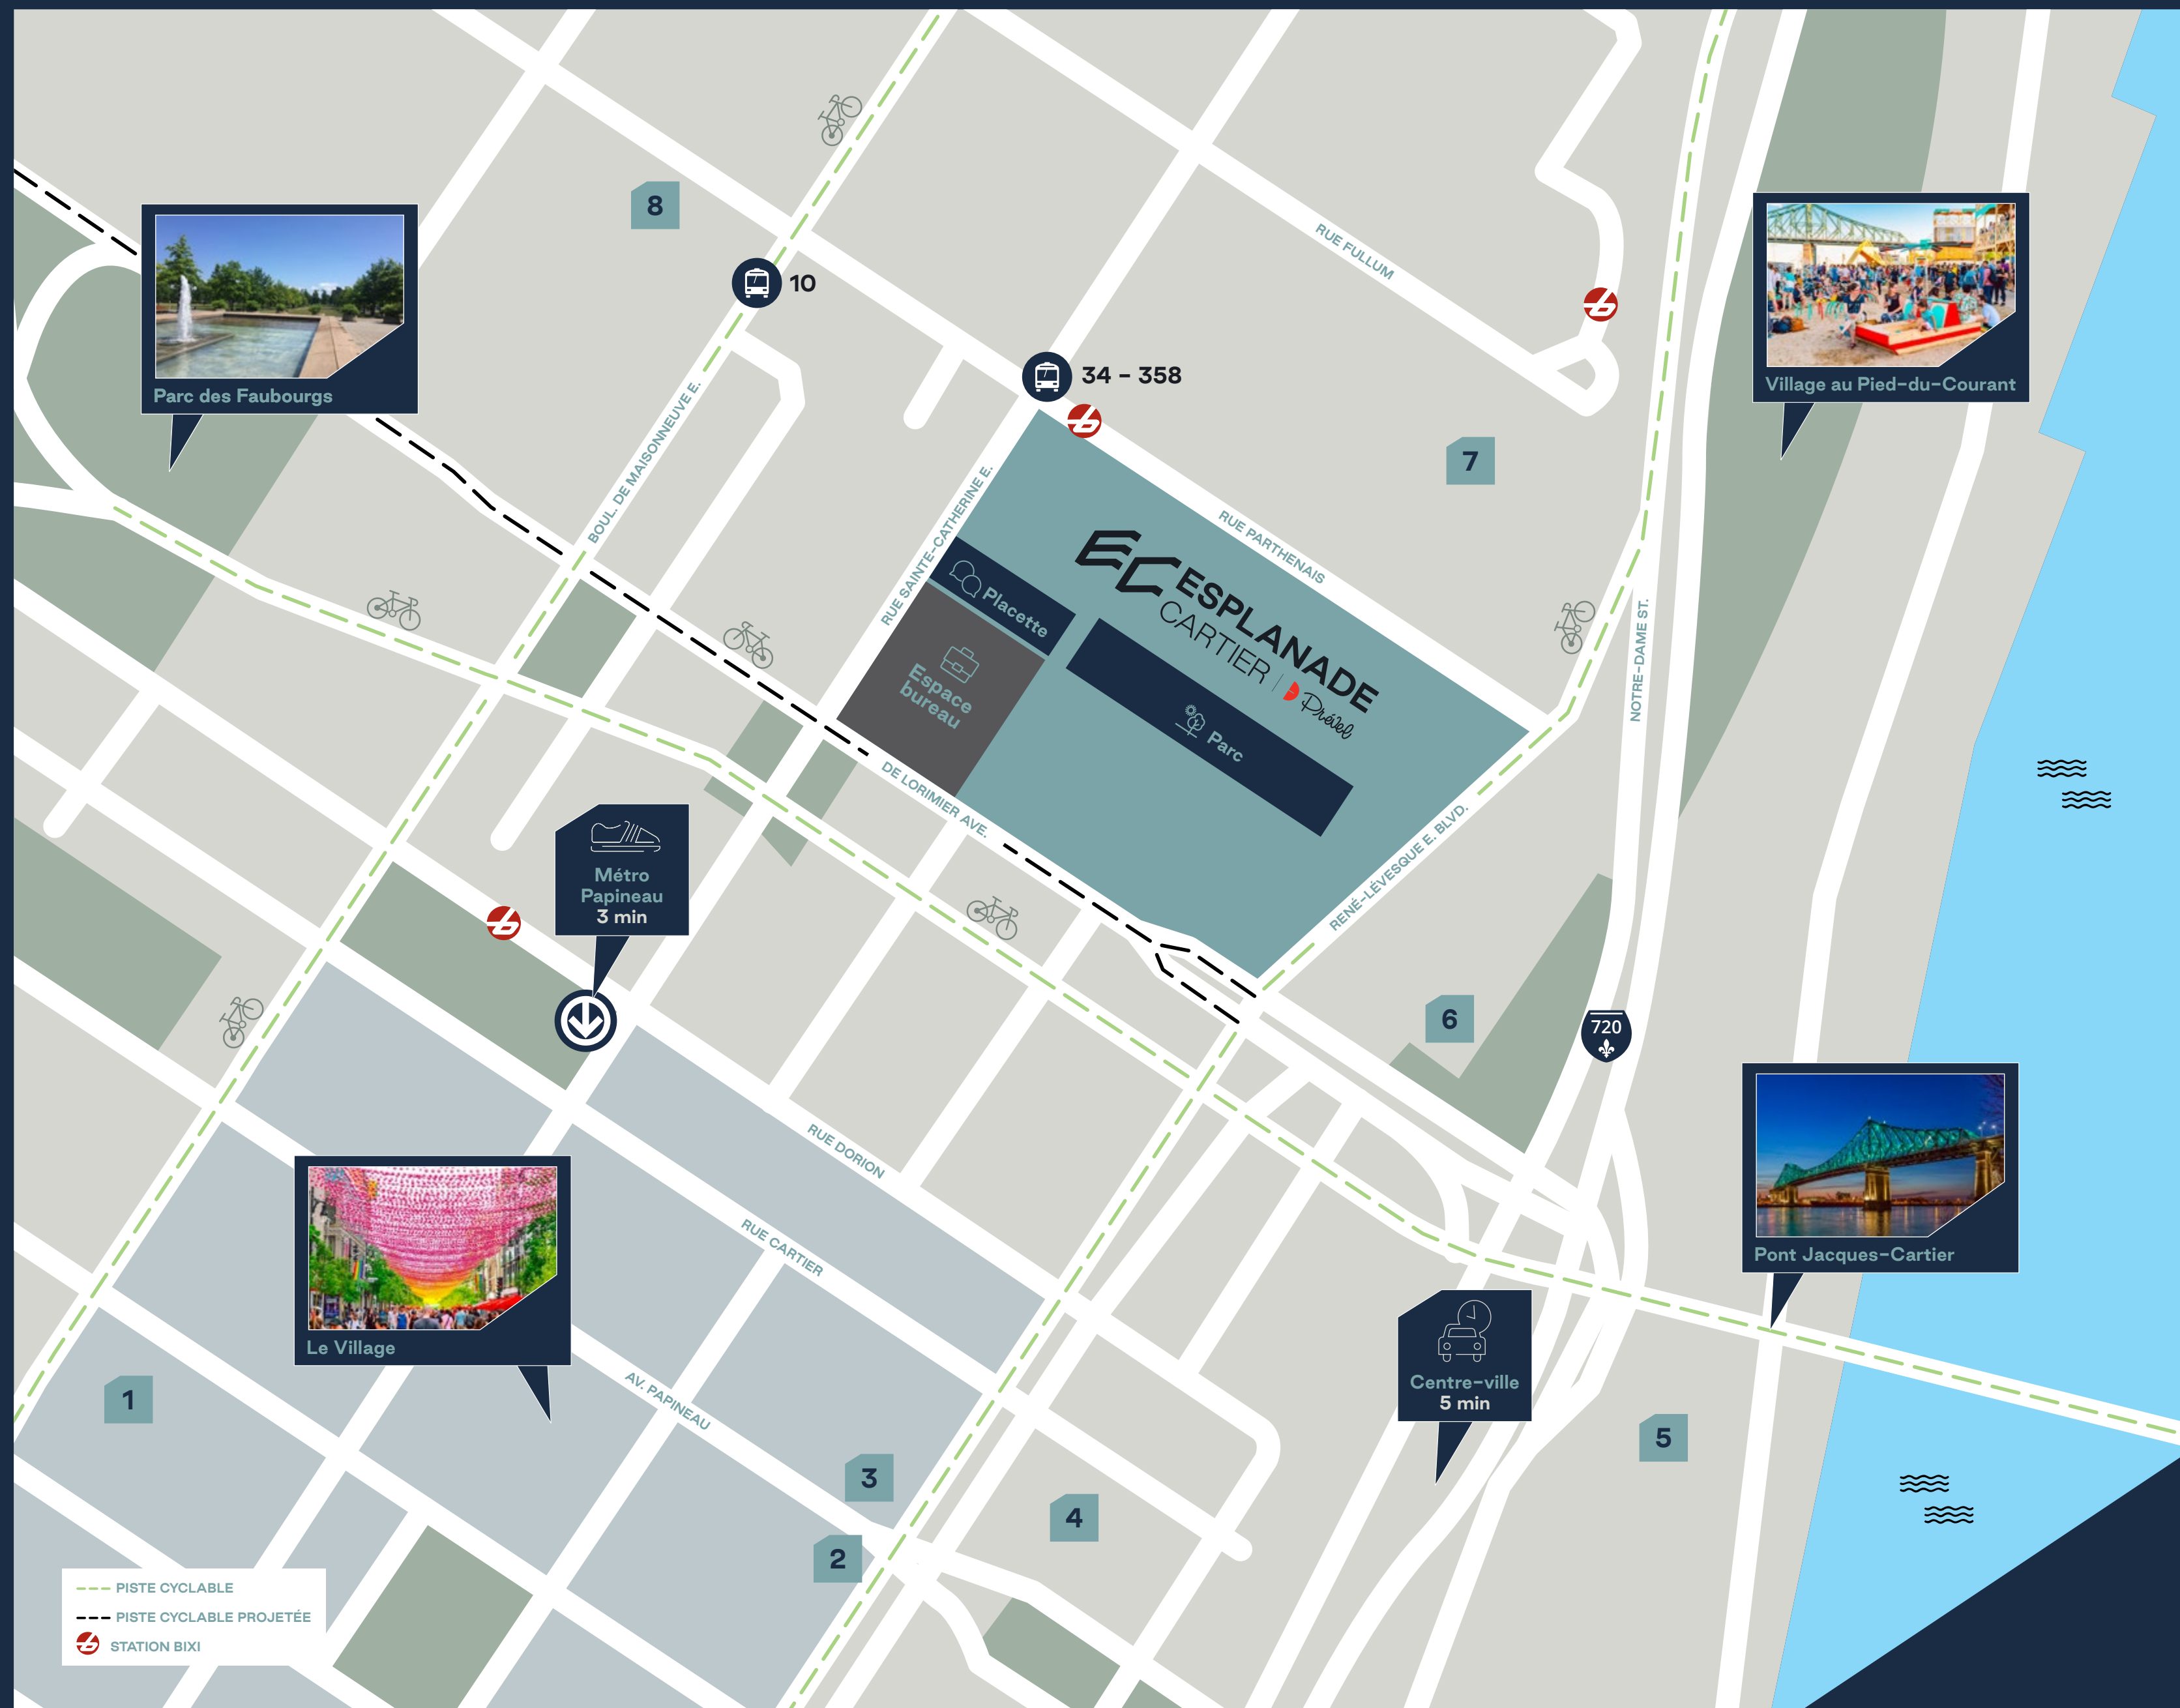 8
10
34 - 358
RUE FULLUM
Parc des Faubourgs
Village au Pied-du-Courant
BOUL. DE MAISONNEUVE E.
RUE SAINTE-CATHERINE E.
7
RUE PARTHENAIS
EC ESPLANADE
CARTIER
Prével
Placette
Espace
bureau
Parc
NOTRE-DAME ST.
DE LORIMIER AVE.
RENÉ-LÉVESQUE E. BLVD.
Métro
Papineau
3 min
6
720
RUE DORION
RUE CARTIER
Le Village
AV. PAPINEAU
Pont Jacques-Cartier
Centre-ville
5 min
1
5
3
4
2
PISTE CYCLABLE
PISTE CYCLABLE PROJETÉE
STATION BIXI